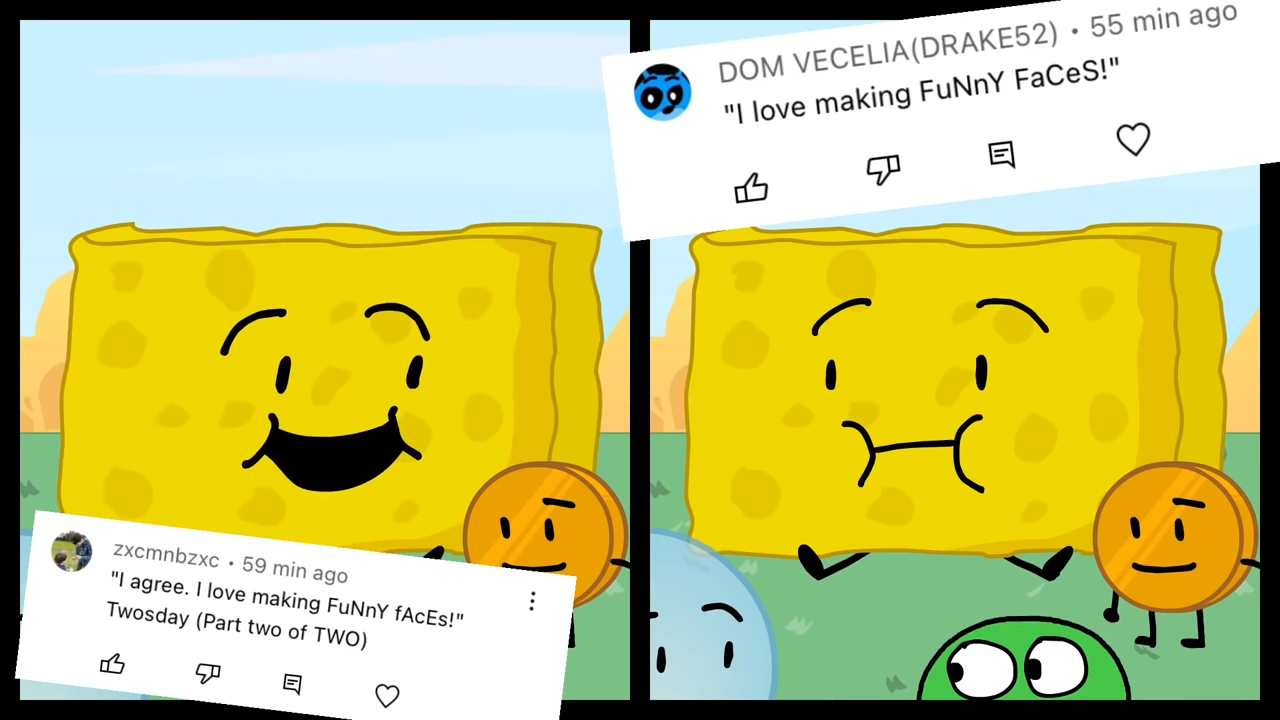 DOM VECELIA(DRAKE52) • 55 min ago
"I love making FuNnY FaCeS!"
zxcmnbzxc • 59 min ago
"I agree. I love making FuNnY fAcEs!"
Twosday (Part two of TWO)